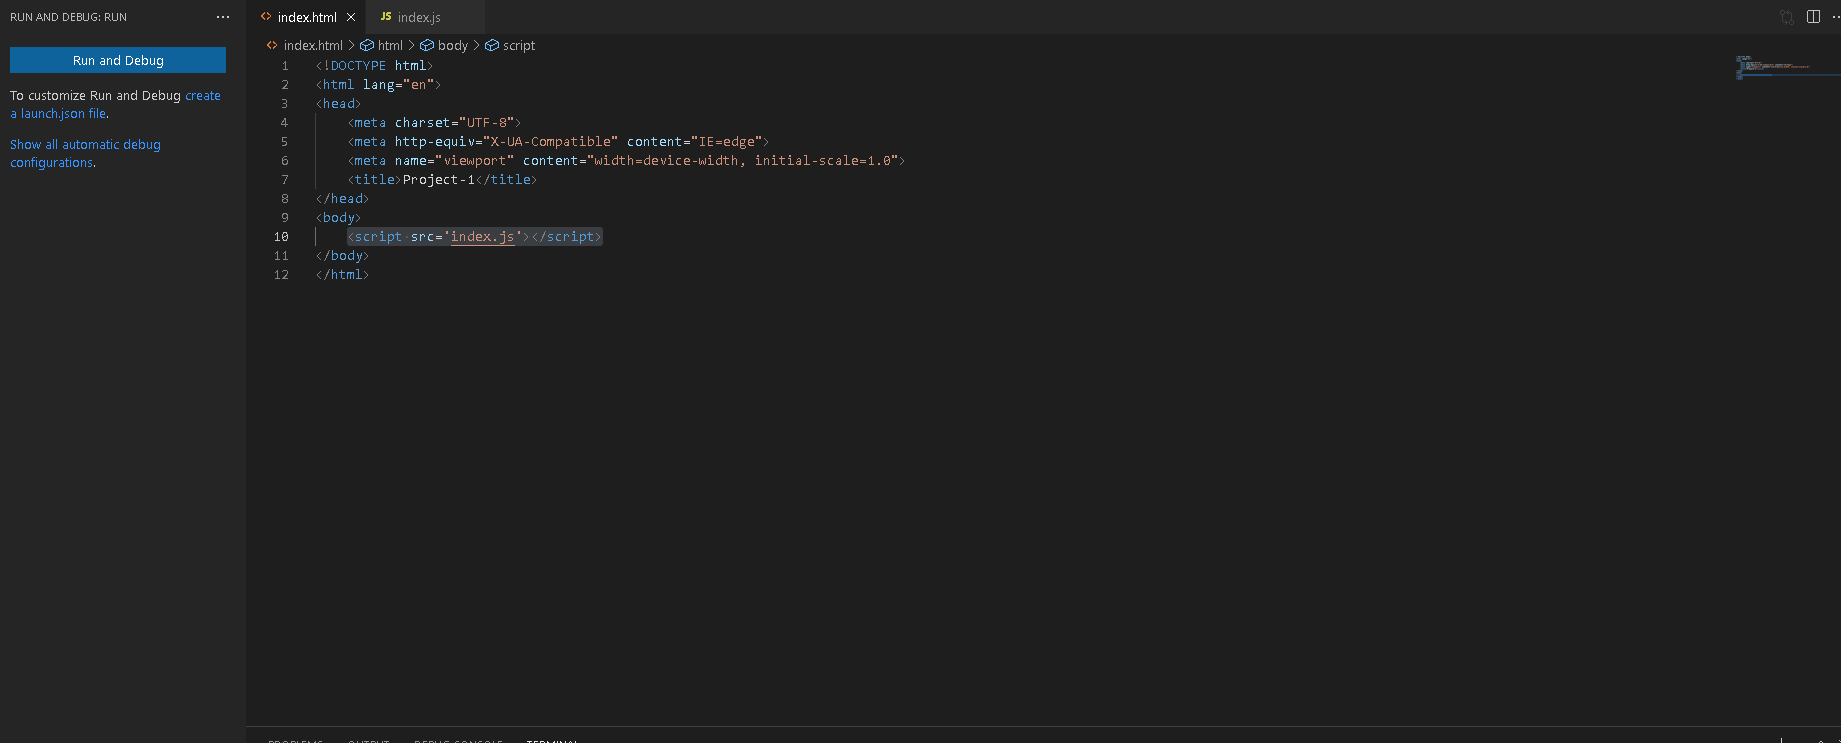 RUN AND DEBUG: RUN
Run and Debug
To customize Run and Debug create
a launch.json file.
Show all automatic debug
configurations.
index.html
JS index.js
index.html > html > body > script
1 <!DOCTYPE html>
2 <html lang="en">
3 <head>
4 <meta charset="UTF-8">
5 <meta http-equiv="X-UA-Compatible" content="IE=edge">
6 <meta name="viewport" content="width=device-width, initial-scale=1.0">
7 <title>Project-1</title>
8 </head>
9 <body>
10 <script src='index.js'></script>
11 </body>
12 </html>
PROBLEMS OUTPUT DEBUG CONSOLE TERMINAL